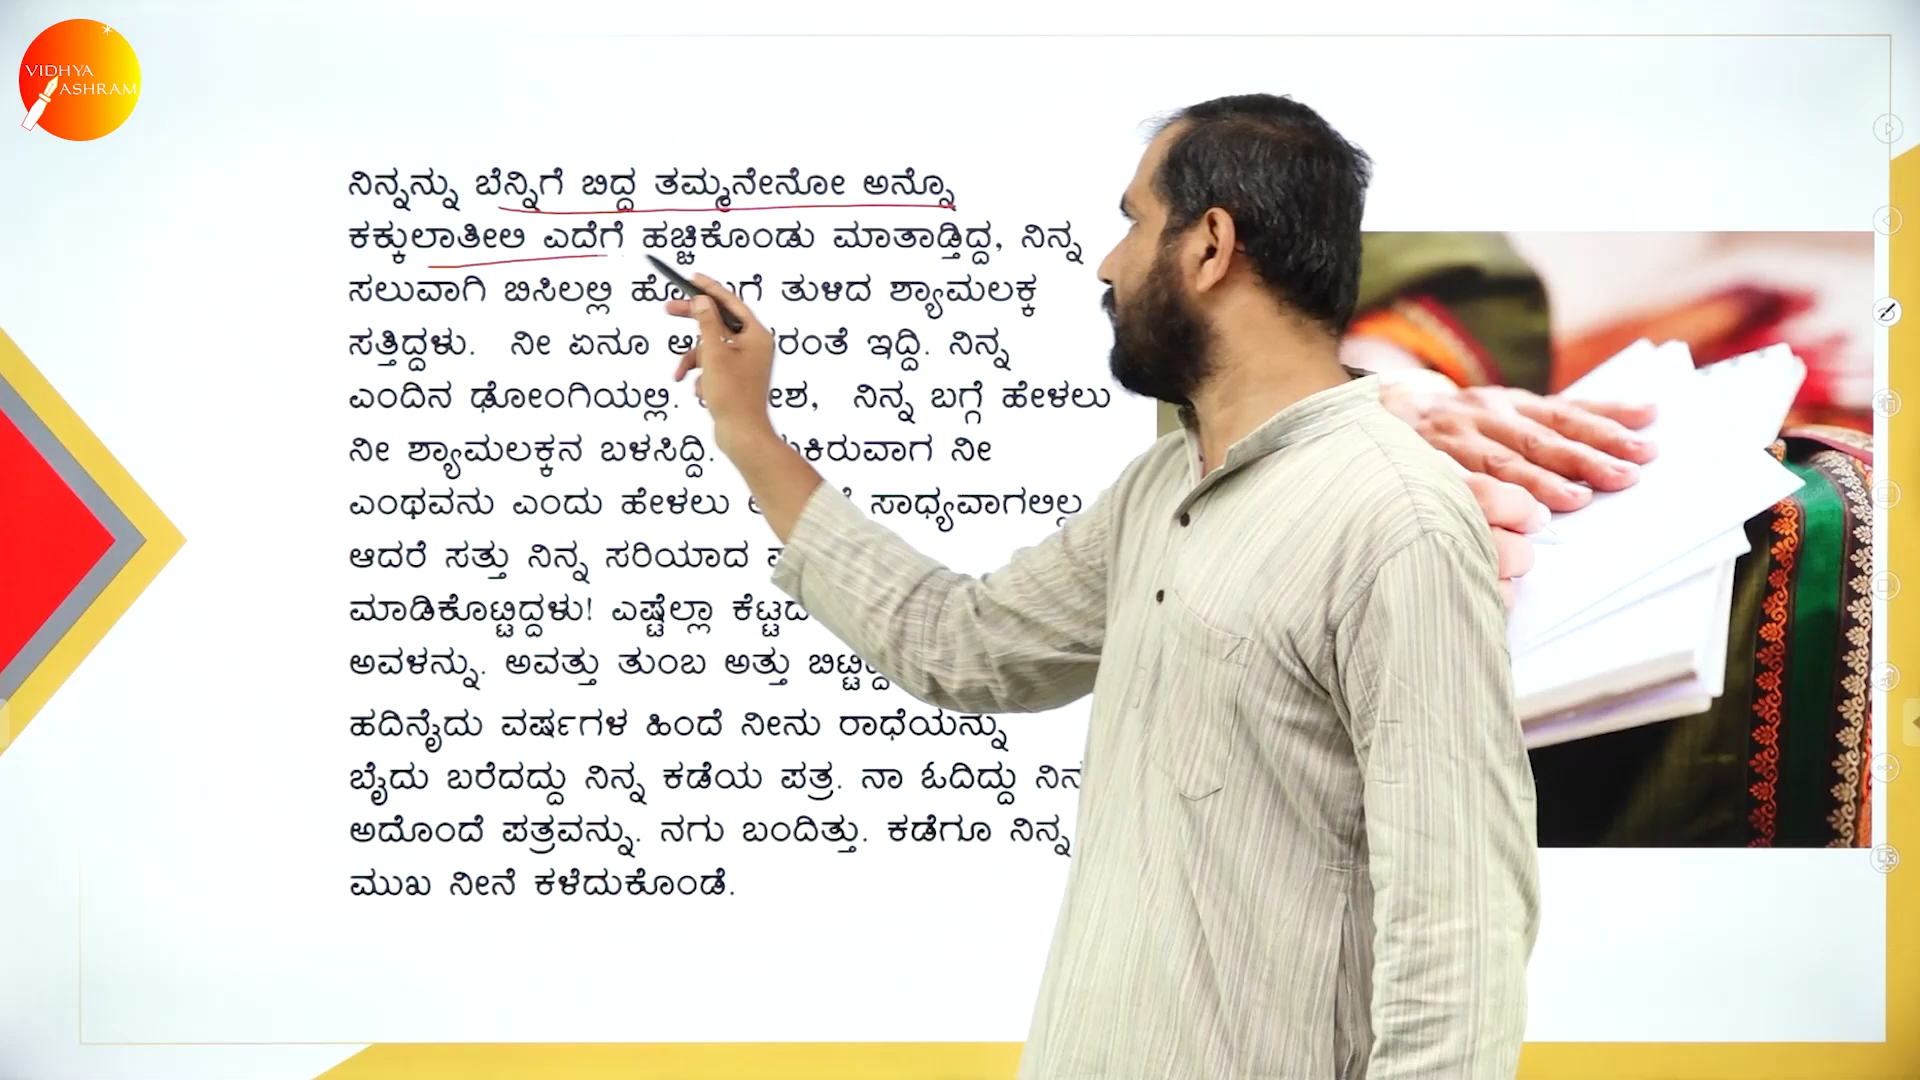 VIDHYA
ASHRAM
ನಿನ್ನನ್ನು ಬೆನ್ನಿಗೆ ಬಿದ್ದ ತಮ್ಮನೇನೋ ಅನ್ನೊ
ಕಕ್ಕುಲಾತೀಲಿ ಎದೆಗೆ ಹಚ್ಚಿಕೊಂಡು ಮಾತಾಡ್ತಿದ್ದ, ನಿನ್ನ
ಸಲುವಾಗಿ ಬಿಸಿಲಲ್ಲಿ ತುಳಿದ ಶ್ಯಾಮಲಕ್ಕ
ಸತ್ತಿದ್ದಳು. ನೀ ಏನೂ ಇದ್ದಿ. ನಿನ್ನ
ಎಂದಿನ ಢೋಂಗಿಯಲ್ಲಿ. ನಿನ್ನ ಬಗ್ಗೆ ಹೇಳಲು
ನೀ ಶ್ಯಾಮಲಕ್ಕನ ಬಳಸಿದ್ದಿ. ನೀ
ಎಂಥವನು ಎಂದು ಹೇಳಲು ಸಾಧ್ಯವಾಗಲಿಲ್ಲ
ಆದರೆ ಸತ್ತು ನಿನ್ನ ಸರಿಯಾದ
ಮಾಡಿಕೊಟ್ಟಿದ್ದಳು! ಎಷ್ಟೆಲ್ಲಾ
ಅವಳನ್ನು. ಅವತ್ತು ತುಂಬ ಅತ್ತು
ಹದಿನೈದು ವರ್ಷಗಳ ಹಿಂದೆ ನೀನು ರಾಧೆಯನ್ನು
ಬೈದು ಬರೆದದ್ದು ನಿನ್ನ ಕಡೆಯ ಪತ್ರ. ನಾ ಓದಿದ್ದು
ಅದೊಂದೆ ಪತ್ರವನ್ನು. ನಗು ಬಂದಿತ್ತು. ಕಡೆಗೂ ನಿನ್ನ
ಮುಖ ನೀನೆ ಕಳೆದುಕೊಂಡೆ.